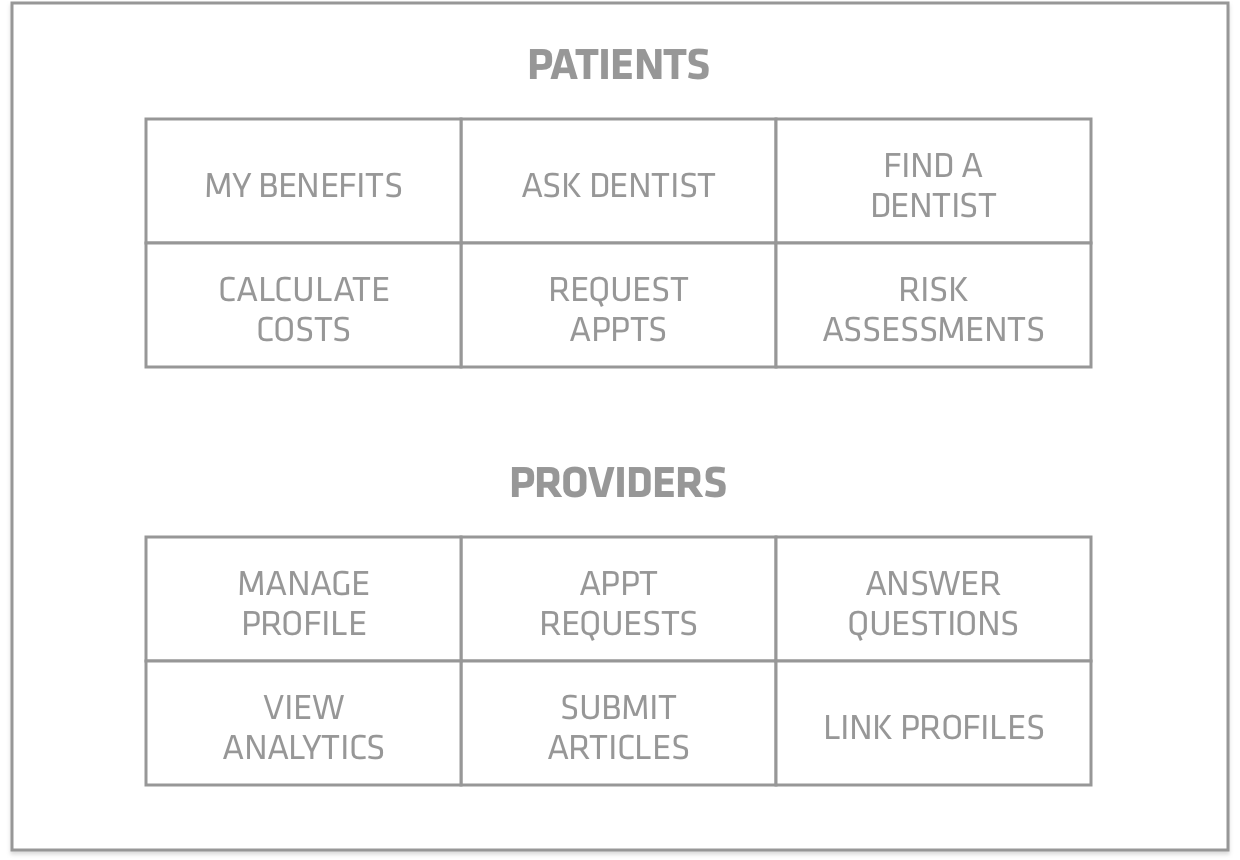 PATIENTS
MY BENEFITS
ASK DENTIST
FIND A
DENTIST
CALCULATE
COSTS
REQUEST
APPTS
RISK
ASSESSMENTS
PROVIDERS
MANAGE
PROFILE
APPT
REQUESTS
ANSWER
QUESTIONS
VIEW
ANALYTICS
SUBMIT
ARTICLES
LINK PROFILES